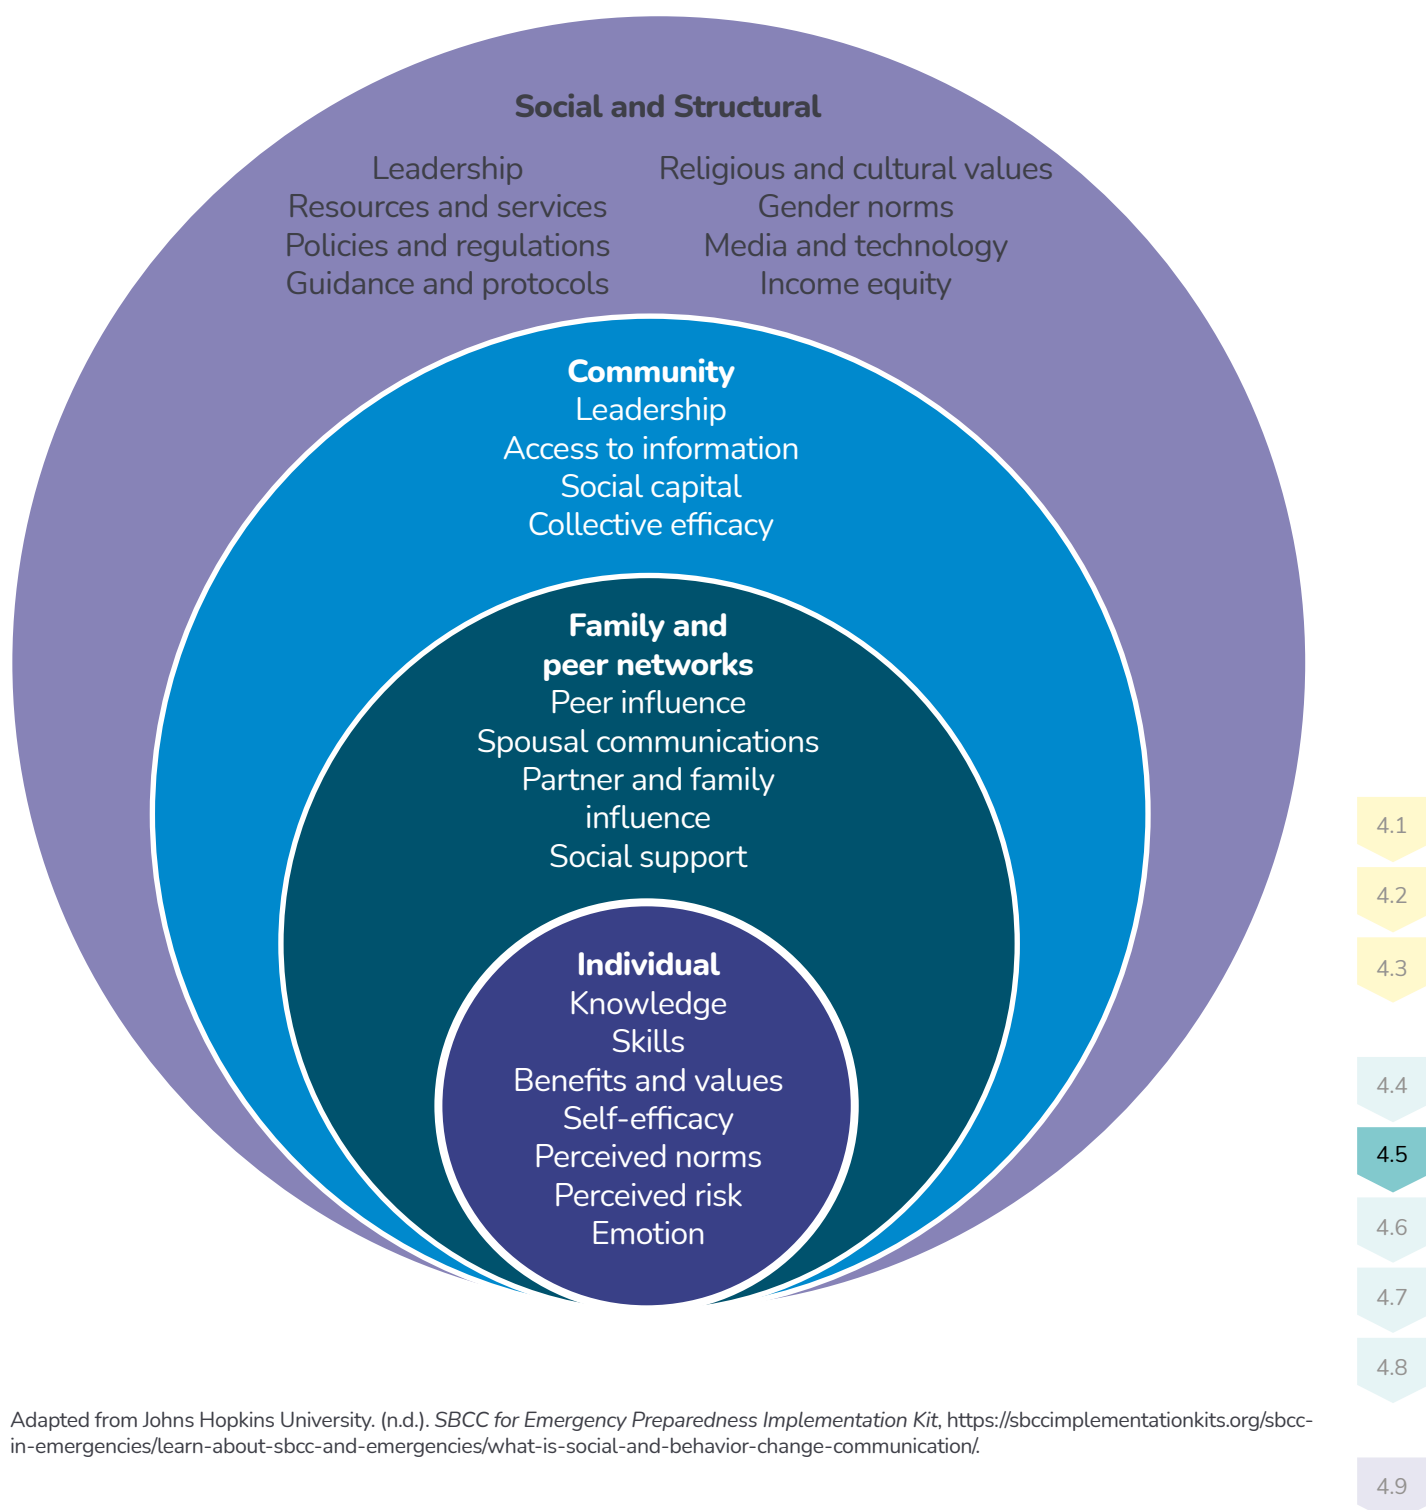 Social and Structural
Leadership
Resources and services
Policies and regulations
Guidance and protocols
Religious and cultural values
Gender norms
Media and technology
Income equity
Community
Leadership
Access to information
Social capital
Collective efficacy
Family and
peer networks
Peer influence
Spousal communications
Partner and family
influence
Social support
Individual
Knowledge
Skills
Benefits and values
Self-efficacy
Perceived norms
Perceived risk
Emotion
4.1
4.2
4.3
4.4
4.5
4.6
4.7
4.8
4.9
Adapted from Johns Hopkins University. (n.d.). SBCC for Emergency Preparedness Implementation Kit, https://sbccimplementationkits.org/sbcc-
in-emergencies/learn-about-sbcc-and-emergencies/what-is-social-and-behavior-change-communication/.